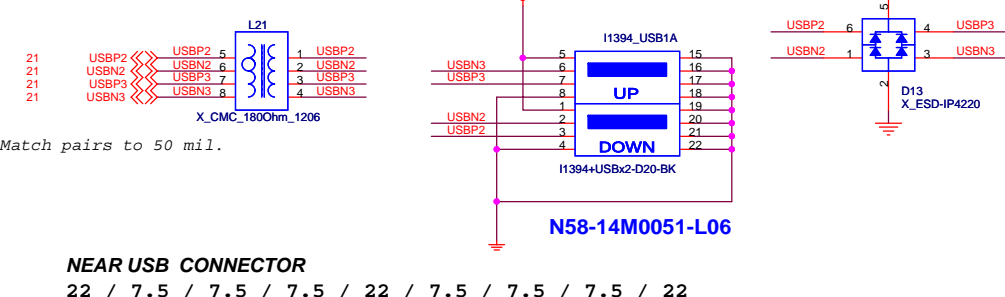 L21
21 USBP2 USBP2 5 1 USBP2
21 USBN2 USBN2 6 2 USBN2
21 USBP3 USBP3 7 3 USBP3
21 USBN3 USBN3 8 4 USBN3
X_CMC_180Ohm_1206
Match pairs to 50 mil.
I1394_USB1A
5 15
USBN3 6 16
USBP3 7 17
8 UP 18
1 19
USBN2 2 20
USBP2 3 21
4 DOWN 22
I1394+USBx2-D20-BK
N58-14M0051-L06
5
USBP2 6 4 USBP3
USBN2 1 3 USBN3
2
D13
X_ESD-IP4220
NEAR USB CONNECTOR
22 / 7.5 / 7.5 / 7.5 / 22 / 7.5 / 7.5 / 7.5 / 22